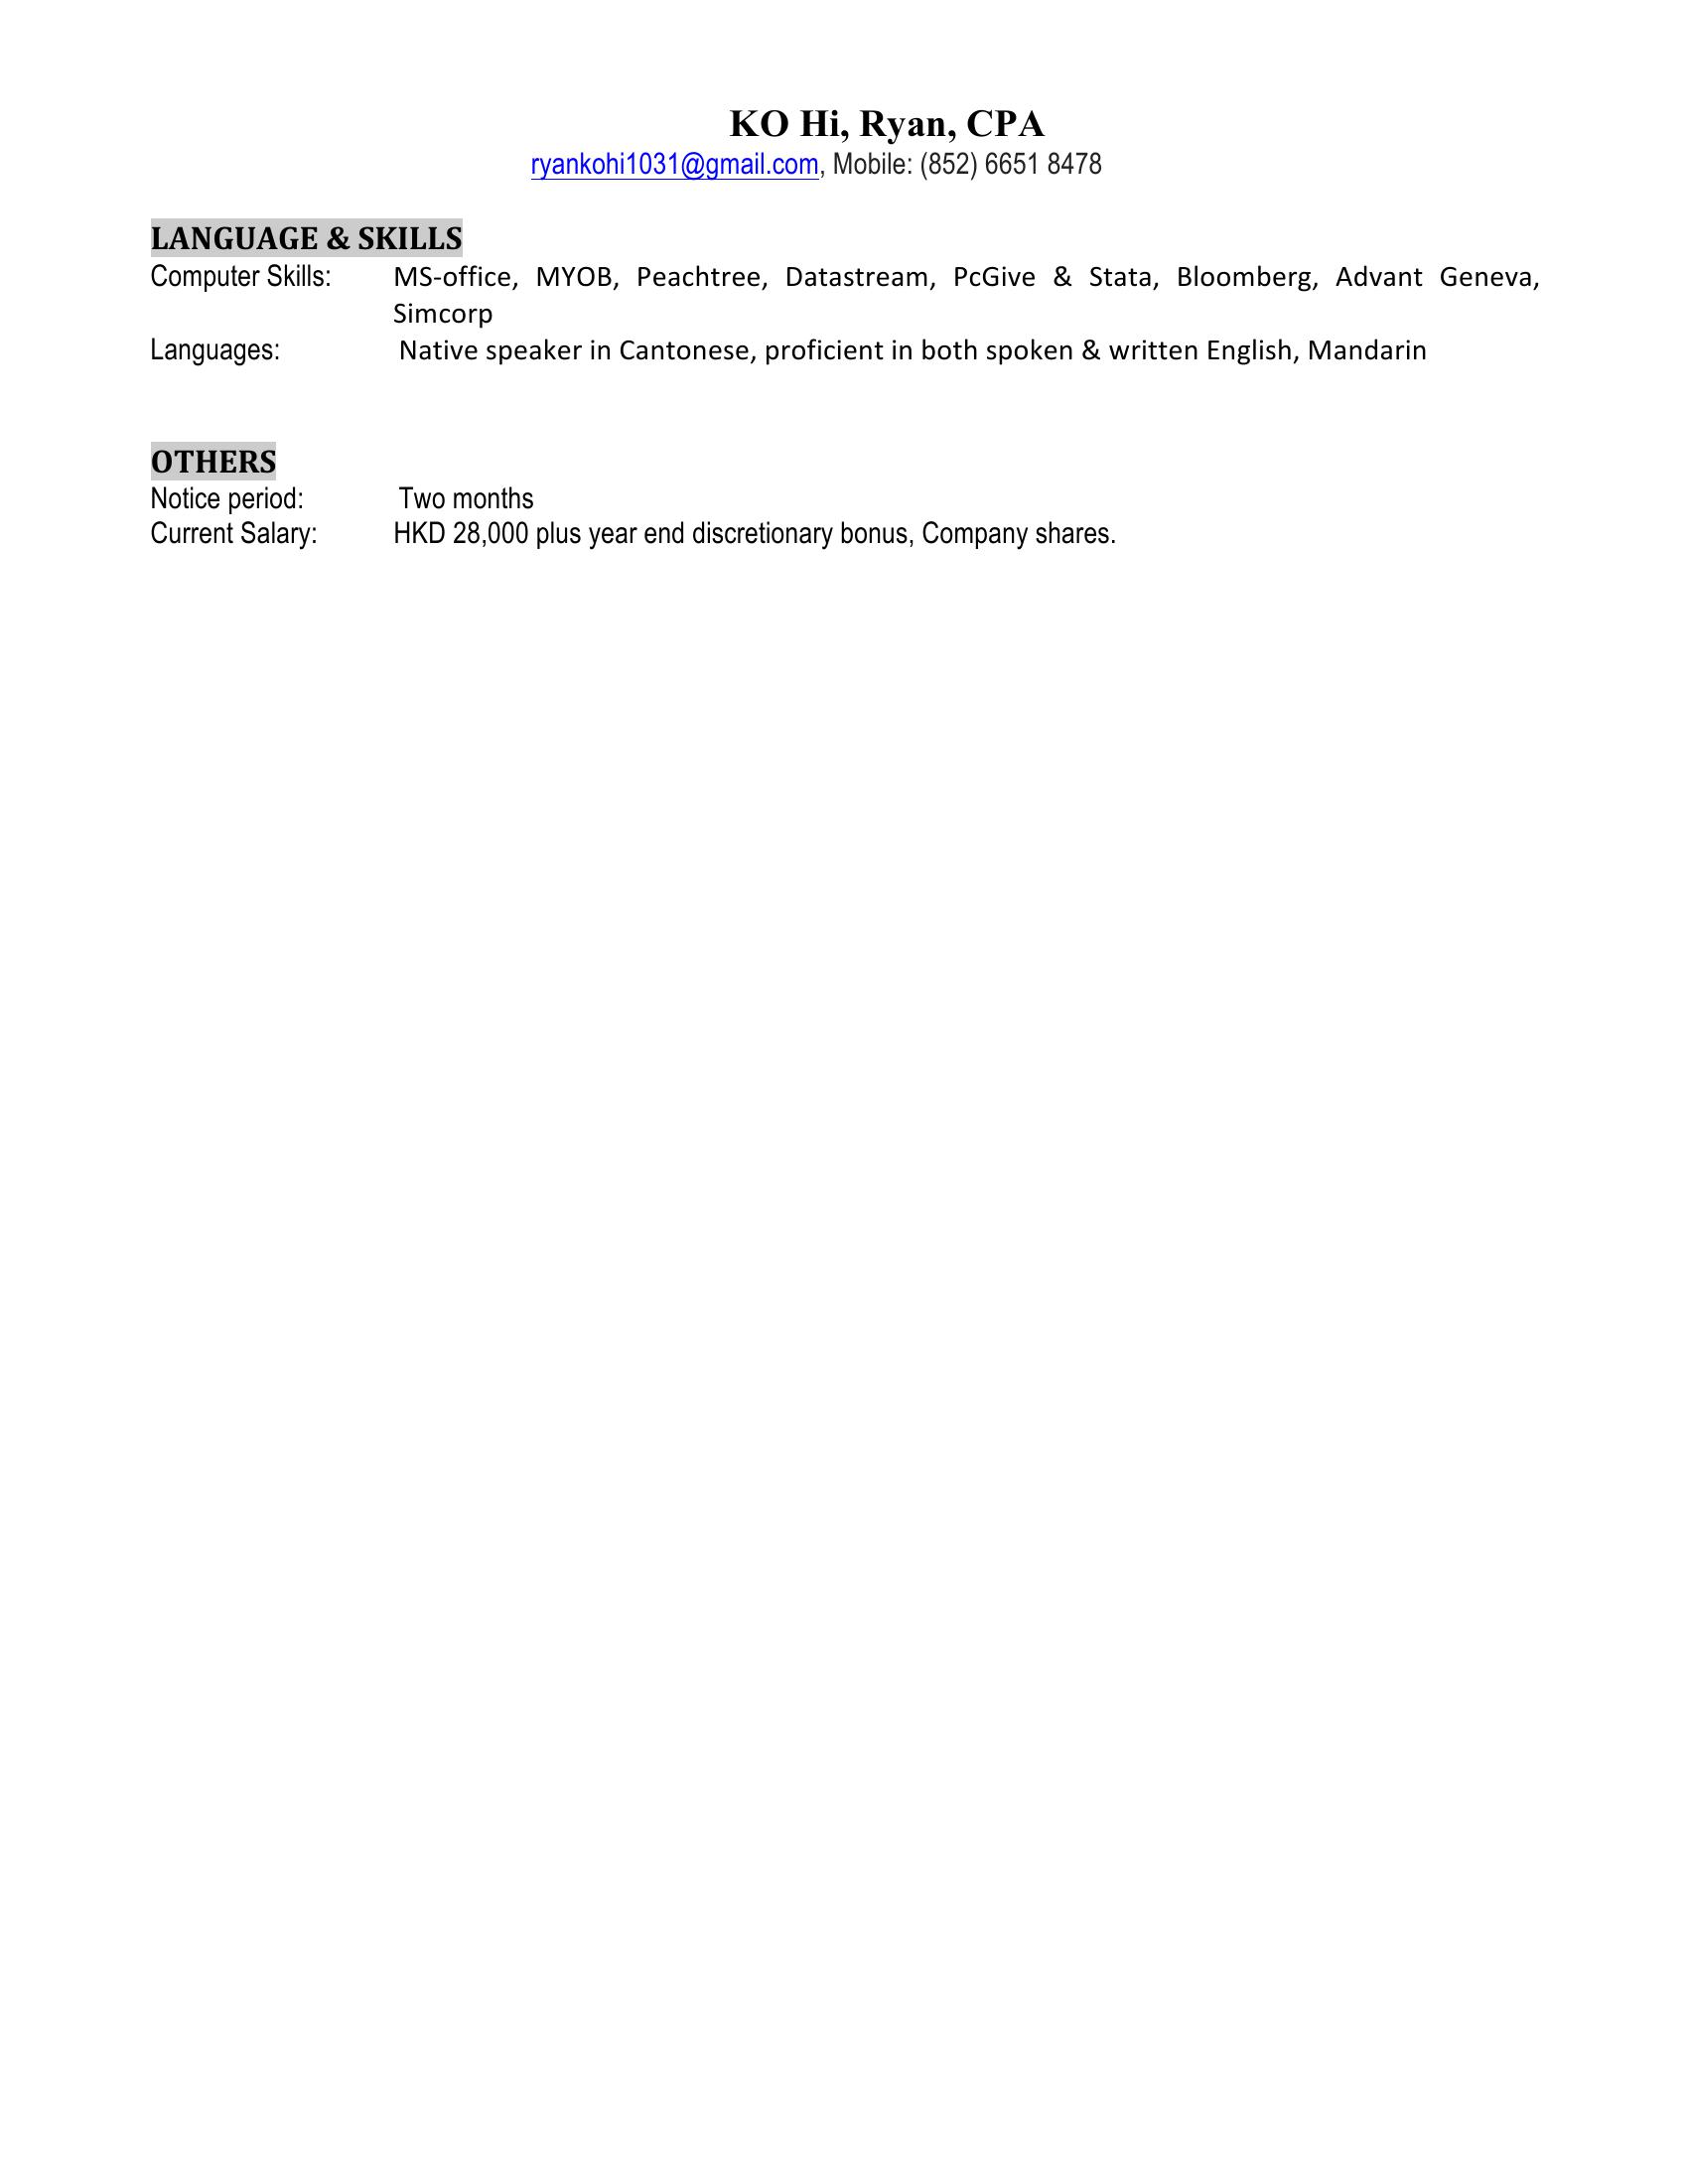 KO Hi, Ryan, CPA
ryankohi1031@gmail.com, Mobile: (852) 6651 8478
LANGUAGE & SKILLS
Computer Skills: MS-office, MYOB, Peachtree, Datastream, PcGive & Stata, Bloomberg, Advant Geneva,
Simcorp
Languages: Native speaker in Cantonese, proficient in both spoken & written English, Mandarin
OTHERS
Notice period: Two months
Current Salary: HKD 28,000 plus year end discretionary bonus, Company shares.